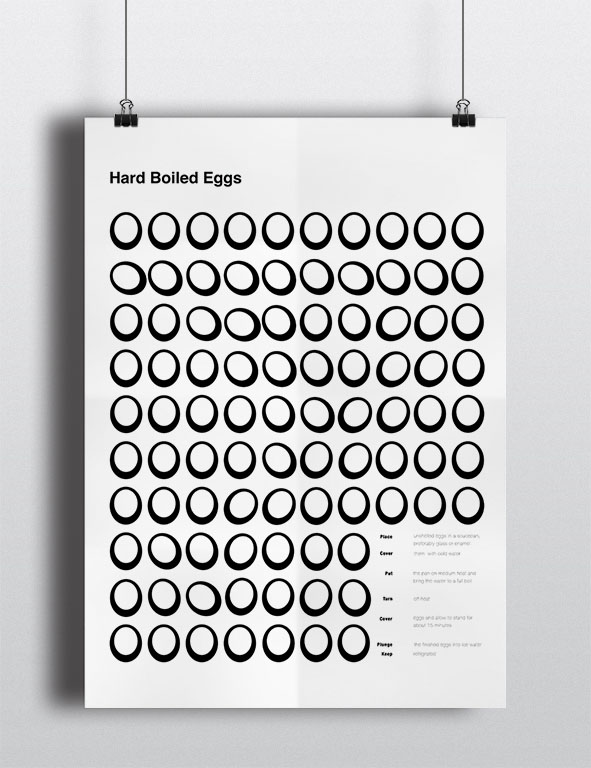 Hard Boiled Eggs
Place unshelled eggs in a saucepan,
preferably glass or enamel
Cover them with cold water
Put the pan on medium heat and
bring the water to a full boil
Turn off heat
Cover eggs and allow to stand for
about 15 minutes
Plunge the finished eggs into ice water
Keep refrigerated